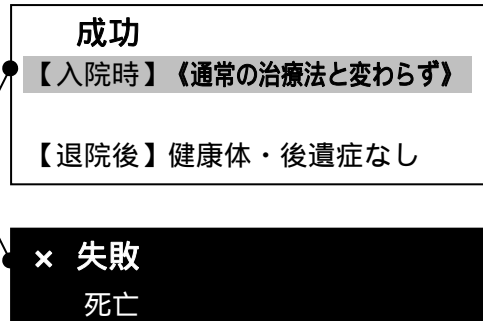 成功
【入院時】《通常の治療法と変わらず》
【退院後】健康体・後遺症なし
× 失敗
死亡